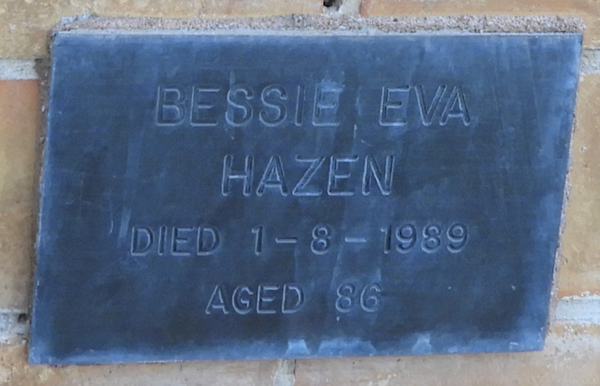 BESSIE EVA
HAZEN
DIED 1-8-1989
AGED 86